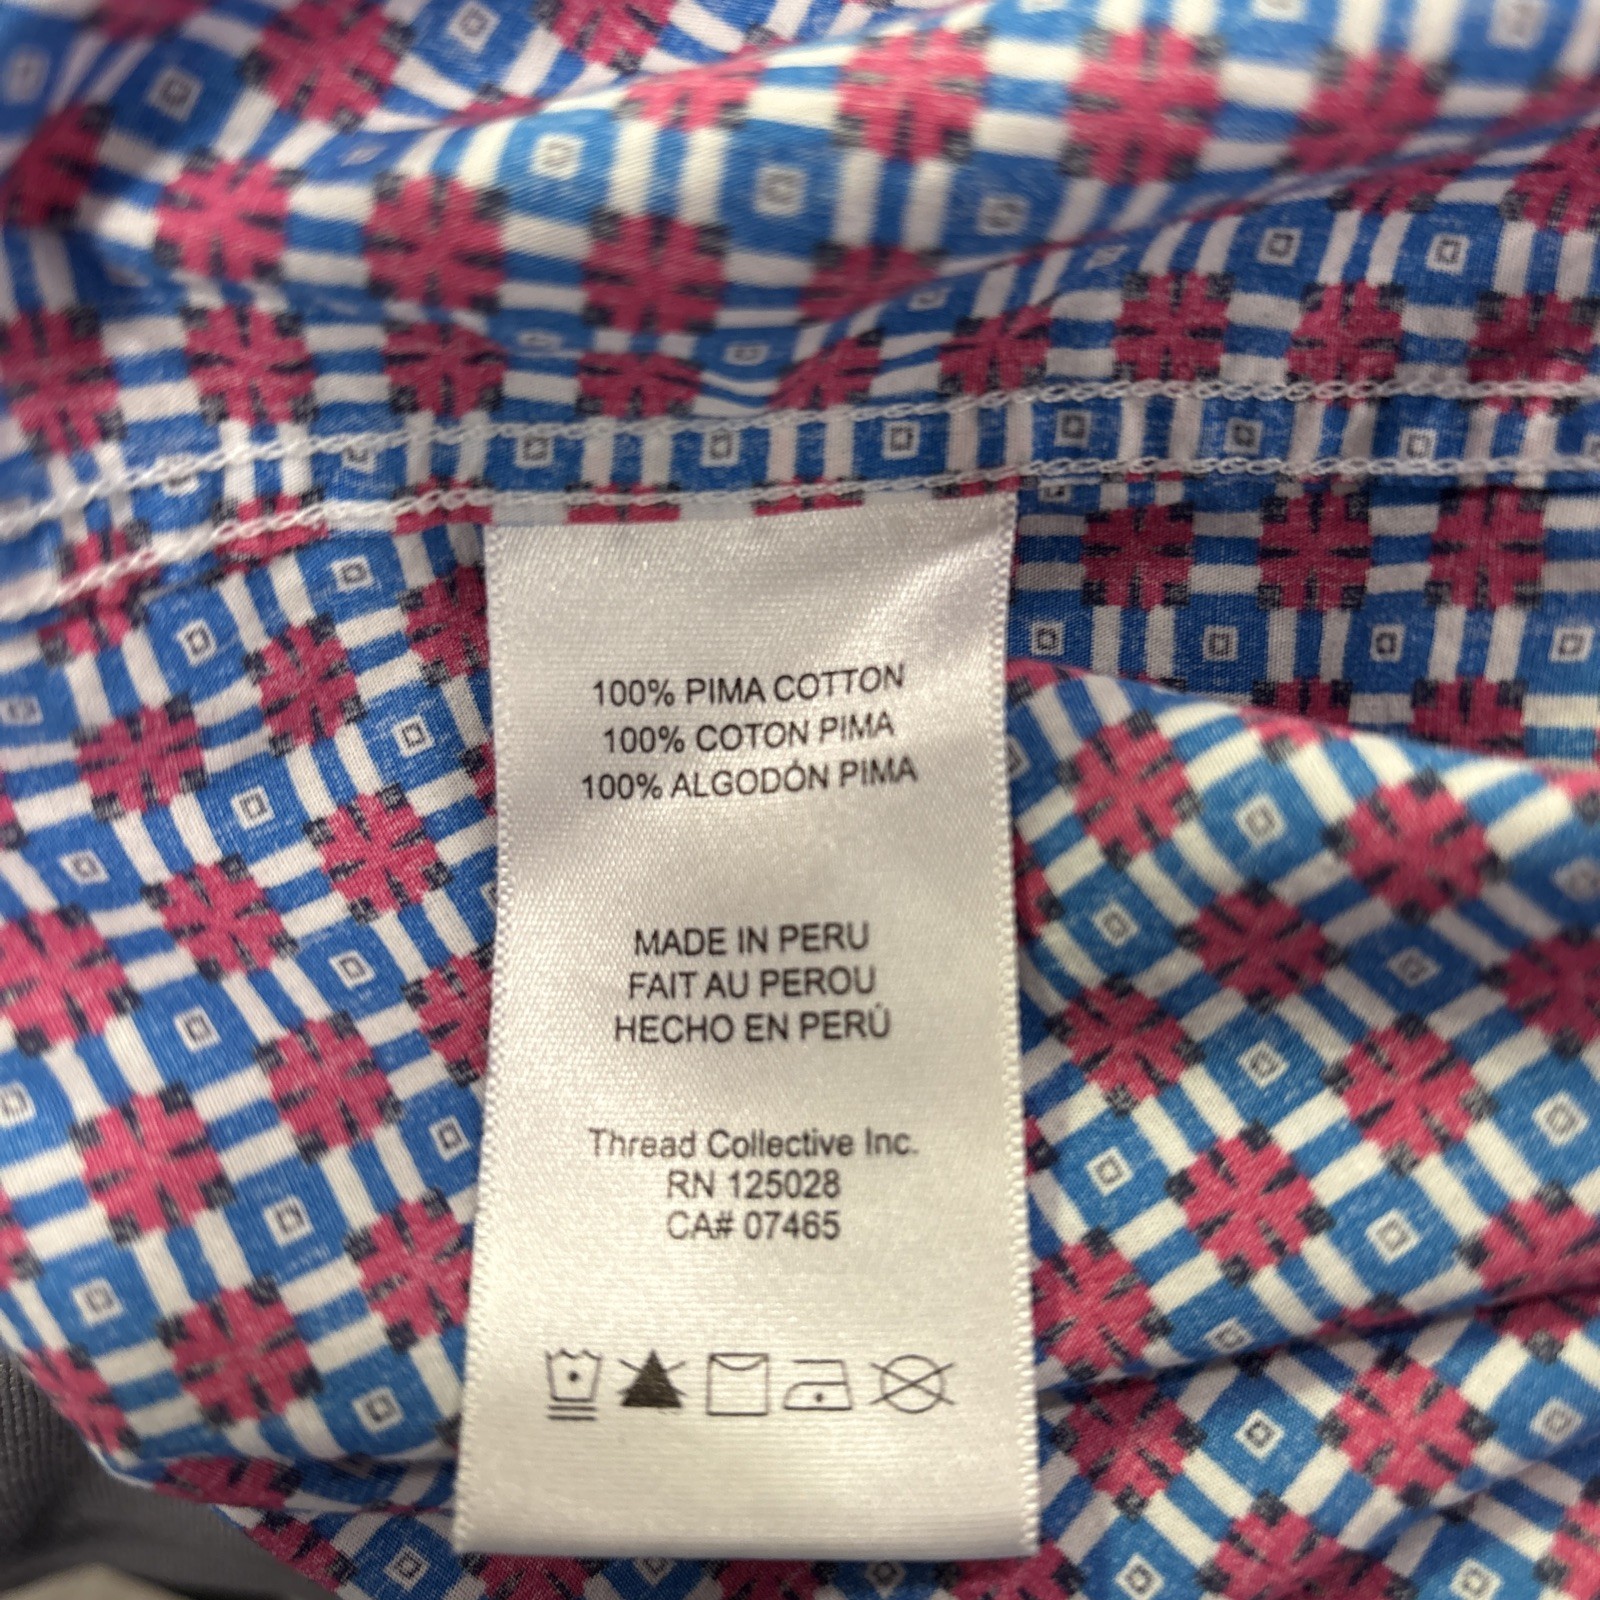 100% PIMA COTTON
100% COTON PIMA
100% ALGODÓN PIMA
MADE IN PERU
FAIT AU PEROU
HECHO EN PERÚ
Thread Collective Inc.
RN 125028
CA# 07465